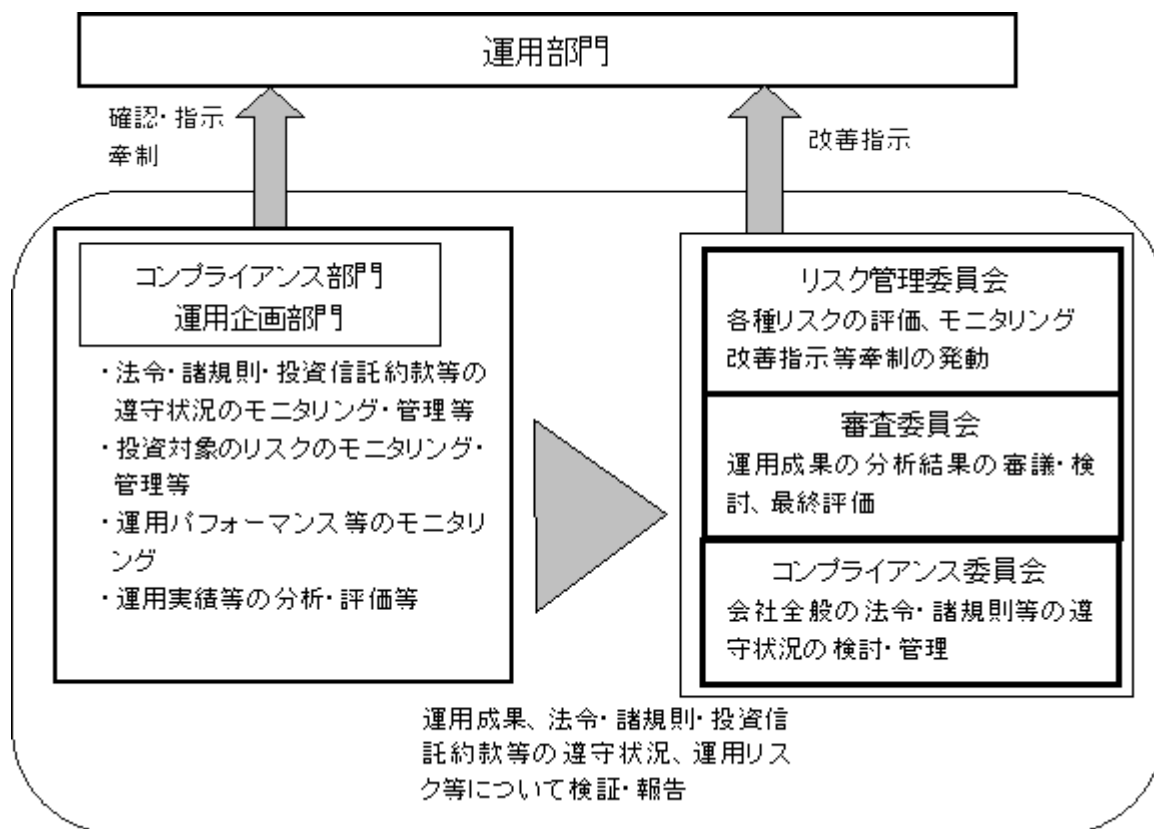 運用部門
確認・指示
牽制
改善指示
コンプライアンス部門
運用企画部門
・法令・諸規則・投資信託約款等の
遵守状況のモニタリング・管理等
・投資対象のリスクのモニタリング・
管理等
・運用パフォーマンス等のモニタリ
ング
・運用実績等の分析・評価等
リスク管理委員会
各種リスクの評価、モニタリング
改善指示等牽制の発動
審査委員会
運用成果の分析結果の審議・検
討、最終評価
コンプライアンス委員会
会社全般の法令・諸規則等の遵
守状況の検討・管理
運用成果、法令・諸規則・投資信
託約款等の遵守状況、運用リス
ク等について検証・報告